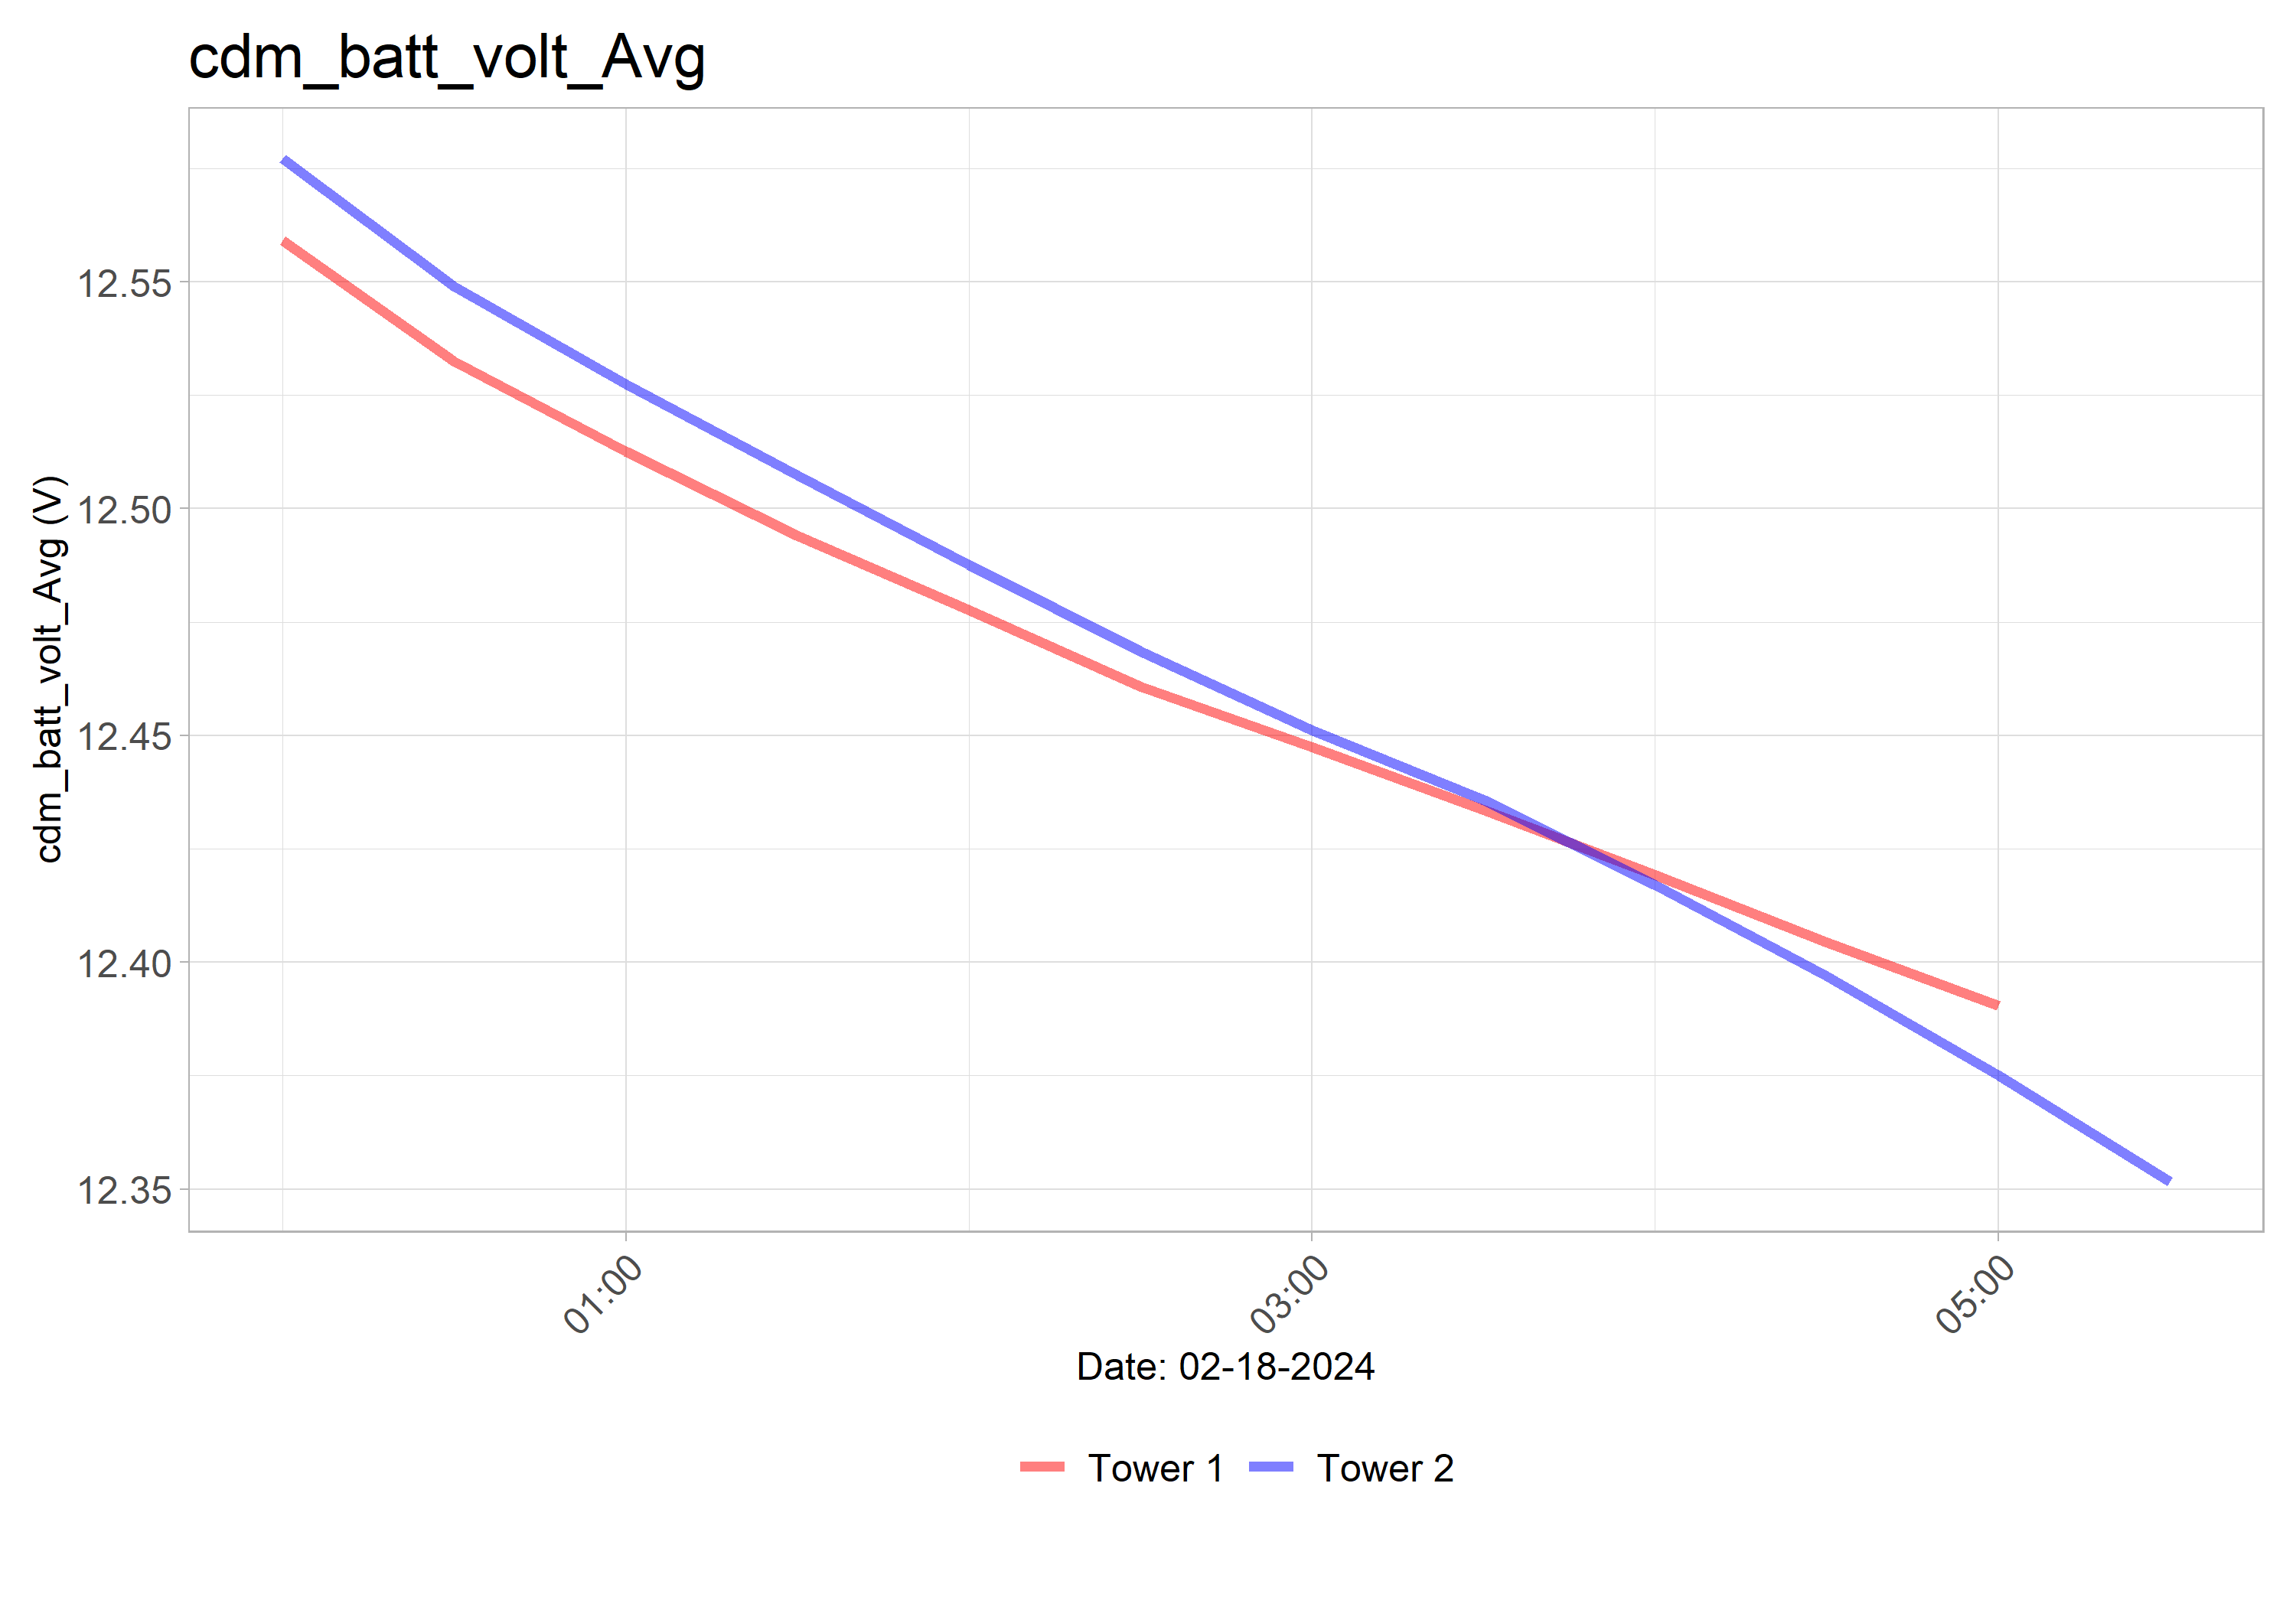 cdm_batt_volt_Avg
cdm_batt_volt_Avg (V)
12.55
12.50
12.45
12.40
12.35
01:00
03:00
05:00
Date: 02-18-2024
Tower 1
Tower 2